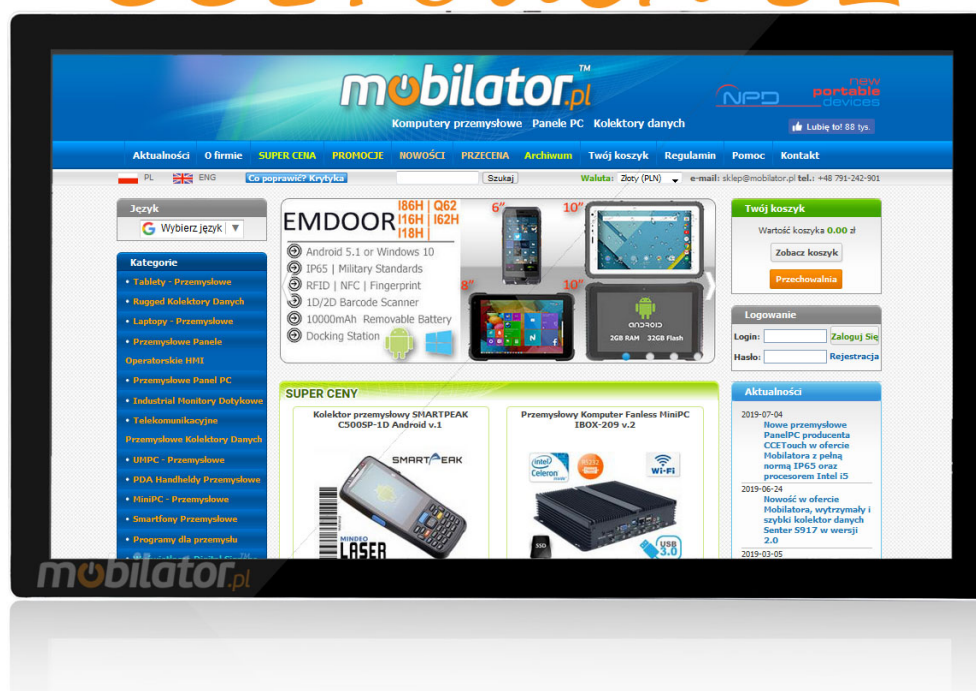 mobilator.pl™
NPD
new
portable
devices
Komputery przemysłowe Panele PC Kolektory danych
Lubię to! 88 tys.
Aktualności O firmie SUPER CENA PROMOCJE NOWOŚCI PRZECENA Archiwum Twój koszyk Regulamin Pomoc Kontakt
PL ENG Co poprawić? Krytyka Szukaj Waluta: Złoty (PLN) e-mail: sklep@mobilator.pl tel.: +48 791-242-901
Język
G Wybierz język ▼
Kategorie
• Tablety - Przemysłowe
• Rugged Kolektory Danych
• Laptopy - Przemysłowe
• Przemysłowe Panele
Operatorskie HMI
• Przemysłowe Panel PC
• Industrial Monitory Dotykowe
• Telekomunikacyjne
Przemysłowe Kolektory Danych
• UMPC - Przemysłowe
• PDA Handheldy Przemysłowe
• MiniPC - Przemysłowe
• Smartfony Przemysłowe
• Programy dla przemysłu
EMDOOR
I86H Q62
I16H I62H
I18H
Android 5.1 or Windows 10
IP65 | Military Standards
RFID | NFC | Fingerprint
1D/2D Barcode Scanner
10000mAh Removable Battery
Docking Station
6"
10"
8"
10"
android
2GB RAM 32GB Flash
SUPER CENY
Kolektor przemysłowy SMARTPEAK
C500SP-1D Android v.1
SMARTPEAK
MINDEO
LASER
Przemysłowy Komputer Fanless MiniPC
IBOX-209 v.2
intel
Celeron
RS232
Wi-Fi
SSD
USB
3.0
Twój koszyk
Wartość koszyka 0.00 zł
Zobacz koszyk
Przechowalnia
Logowanie
Login: Zaloguj Się
Hasło: Rejestracja
Aktualności
2019-07-04
Nowe przemysłowe
PanelPC producenta
CCETouch w ofercie
Mobilatora z pełną
normą IP65 oraz
procesorem Intel i5
2019-06-24
Nowość w ofercie
Mobilatora, wytrzymały i
szybki kolektor danych
Senter S917 w wersji
2.0
2019-03-05
mobilator.pl™